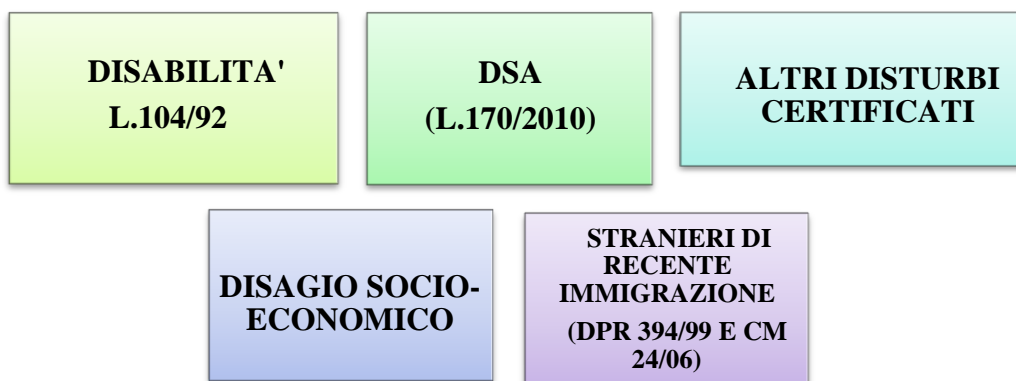 DISABILITA'
L.104/92
DSA
(L.170/2010)
ALTRI DISTURBI
CERTIFICATI
DISAGIO SOCIO-
ECONOMICO
STRANIERI DI
RECENTE
IMMIGRAZIONE
(DPR 394/99 E CM
24/06)